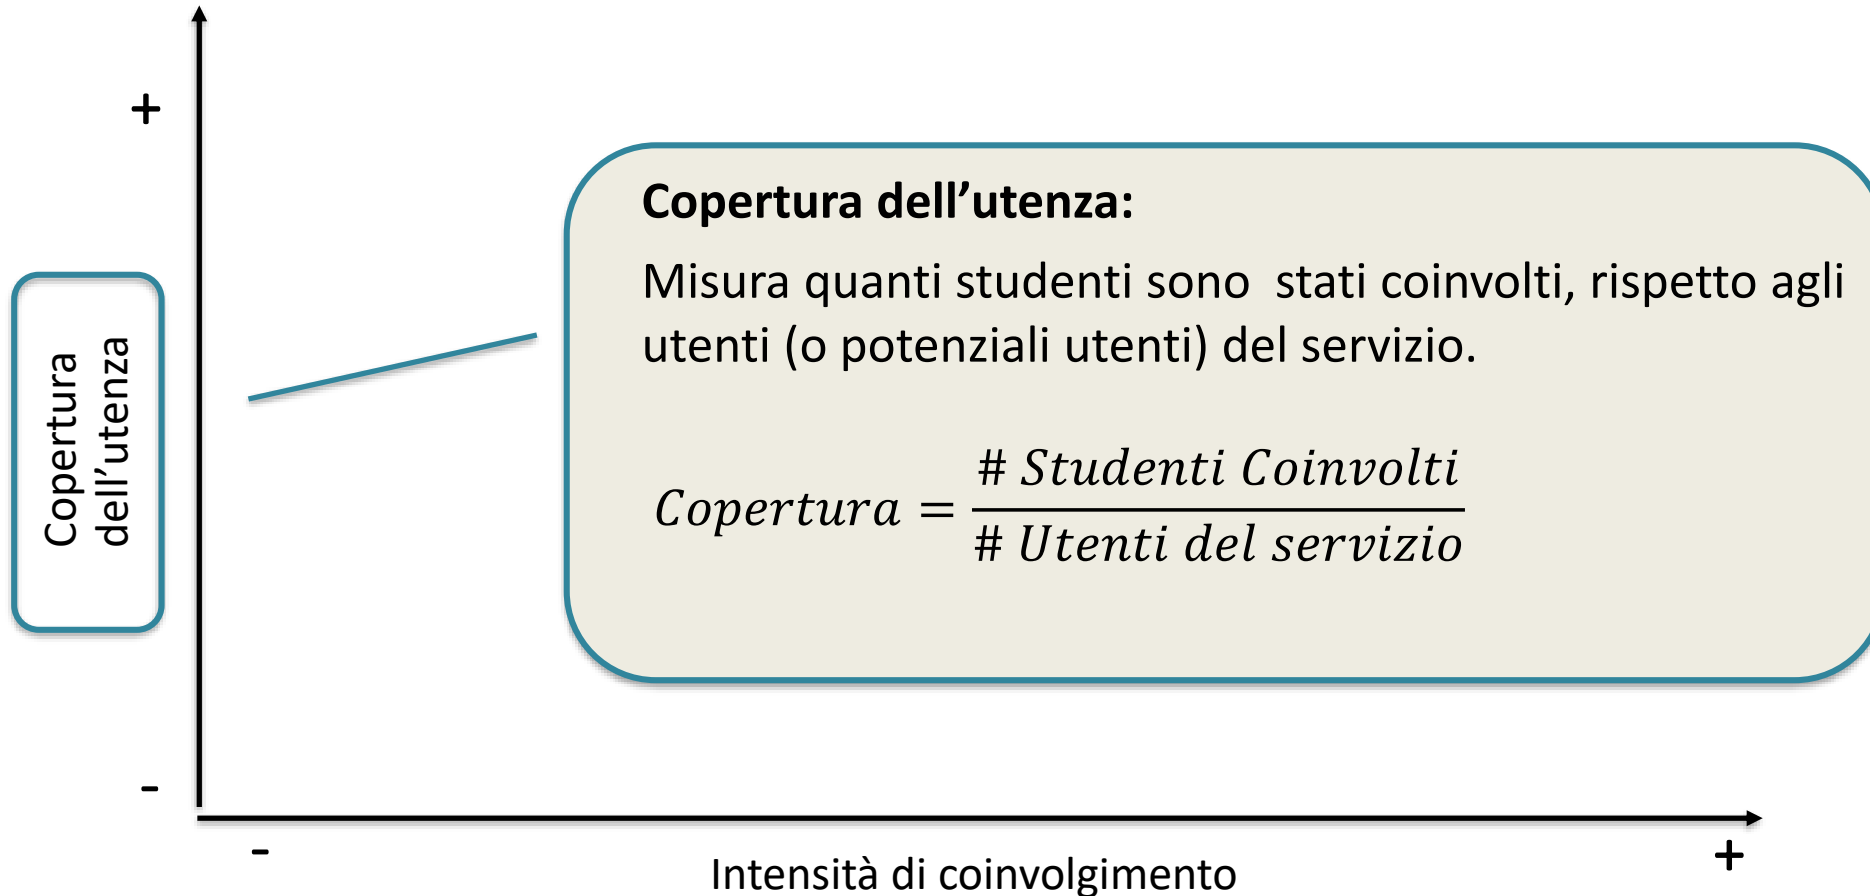 +
Copertura dell’utenza:
Misura quanti studenti sono  stati coinvolti, rispetto agli
utenti (o potenziali utenti) del servizio.
Copertura
dell’utenza
Copertura = # Studenti Coinvolti / # Utenti del servizio
-
-
+
Intensità di coinvolgimento